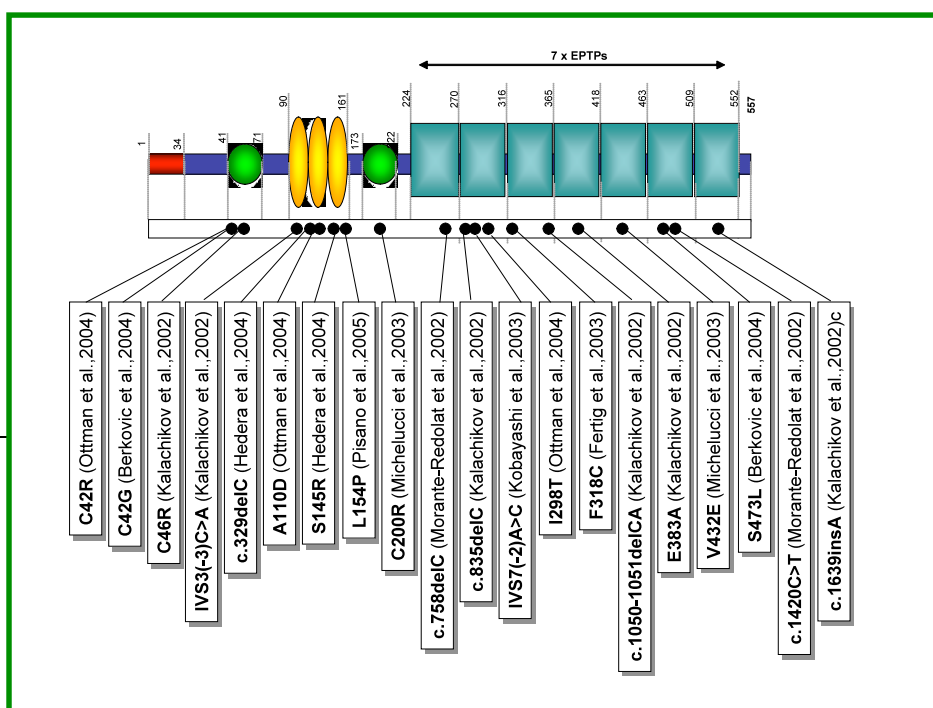 7 x EPTPs
1
34
41
71
90
161
173
224
270
316
365
418
463
509
552
557
C42R (Ottman et al.,2004)
C42G (Berkovic et al.,2004)
C46R (Kalachikov et al.,2002)
IVS3(-3)C>A (Kalachikov et al.,2002)
c.329delC (Hedera et al.,2004)
A110D (Ottman et al.,2004)
S145R (Hedera et al.,2004)
L154P (Pisano et al.,2005)
C200R (Michelucci et al.,2003)
c.758delC (Morante-Redolat et al.,2002)
c.835delC (Kalachikov et al.,2002)
IVS7(-2)A>C (Kobayashi et al.,2003)
I298T (Ottman et al.,2004)
F318C (Fertig et al.,2003)
c.1050-1051delCA (Kalachikov et al.,2002)
E383A (Kalachikov et al.,2002)
V432E (Michelucci et al.,2003)
S473L (Berkovic et al.,2004)
c.1420C>T (Morante-Redolat et al.,2002)
c.1639insA (Kalachikov et al.,2002)c